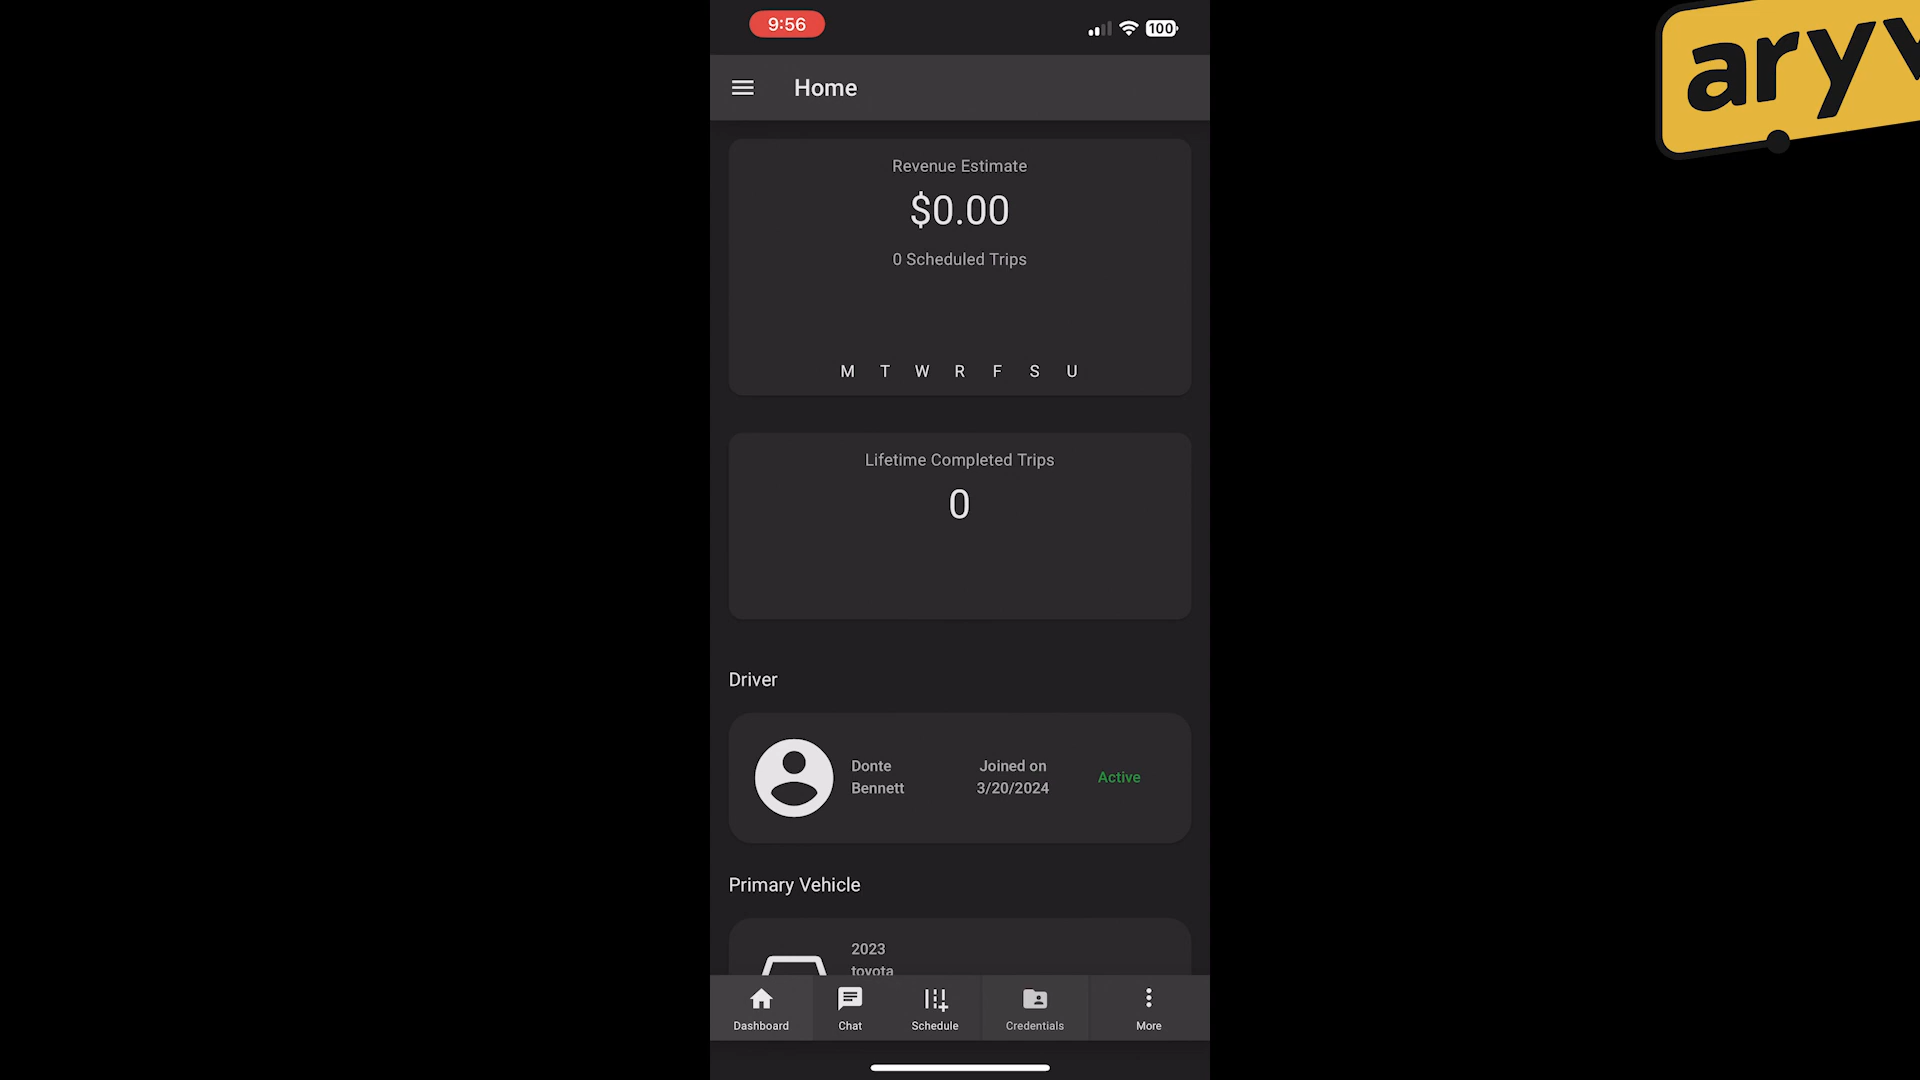 9:56
100
Home
Revenue Estimate
$0.00
0 Scheduled Trips
M T W R F S U
Lifetime Completed Trips
0
Driver
Donte
Bennett
Joined on
3/20/2024
Active
Primary Vehicle
2023
toyota
Dashboard
Chat
Schedule
Credentials
More